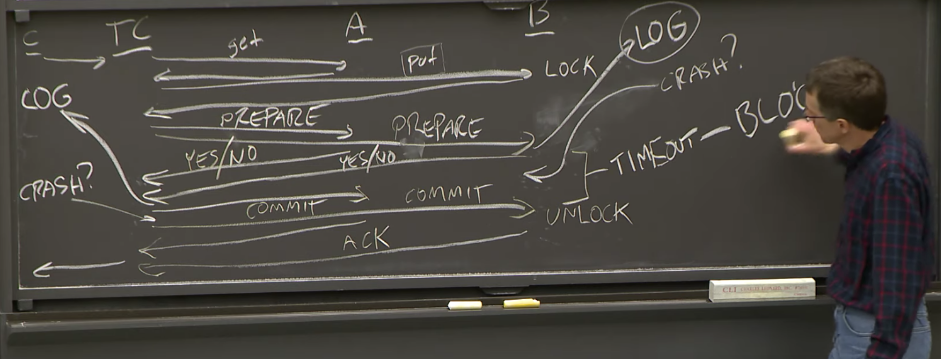 C TC A B LOG
get put
LOCK CRASH?
LOG
PREPARE PREPARE
YES/NO YES/NO TIMEOUT — BLOC
CRASH?
COMMIT COMMIT UNLOCK
ACK